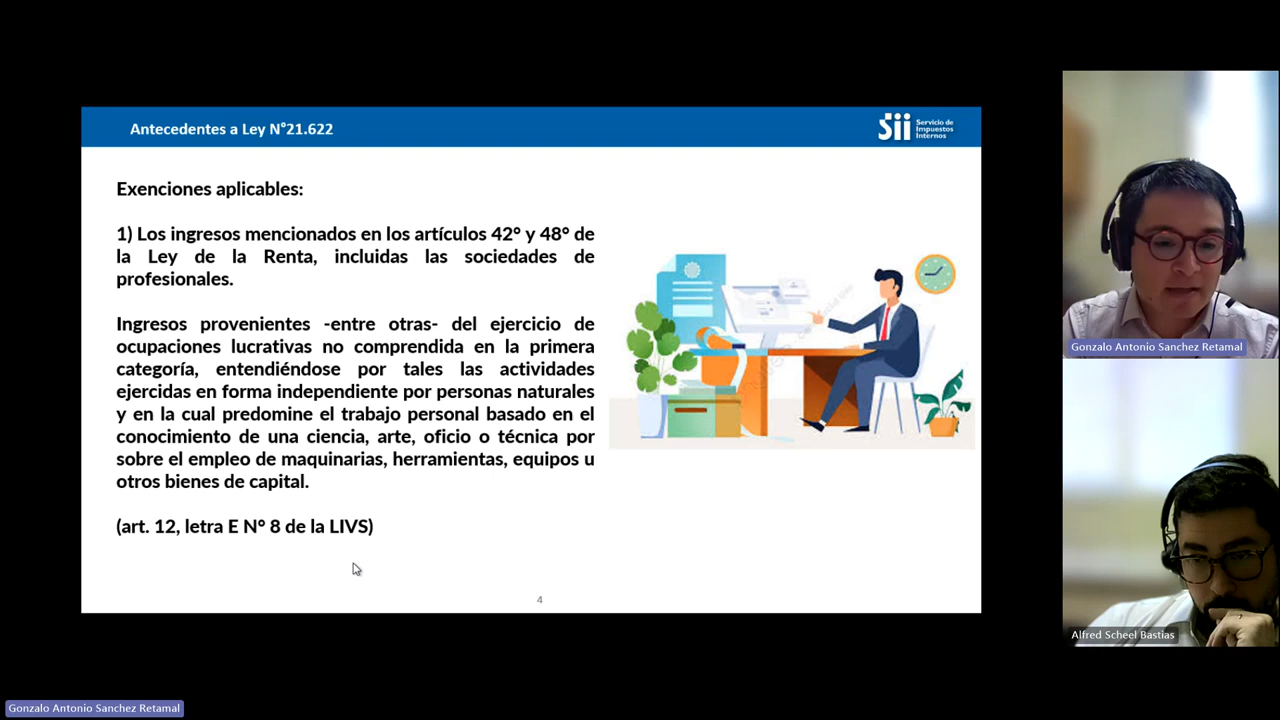 Antecedentes a Ley N°21.622
Sii Servicio de
Impuestos
Internos
Exenciones aplicables:
1) Los ingresos mencionados en los artículos 42° y 48° de
la Ley de la Renta, incluidas las sociedades de
profesionales.
Ingresos provenientes -entre otras- del ejercicio de
ocupaciones lucrativas no comprendida en la primera
categoría, entendiéndose por tales las actividades
ejercidas en forma independiente por personas naturales
y en la cual predomine el trabajo personal basado en el
conocimiento de una ciencia, arte, oficio o técnica por
sobre el empleo de maquinarias, herramientas, equipos u
otros bienes de capital.
(art. 12, letra E N° 8 de la LIVS)
4
Gonzalo Antonio Sanchez Retamal
Alfred Scheel Bastias
Gonzalo Antonio Sanchez Retamal